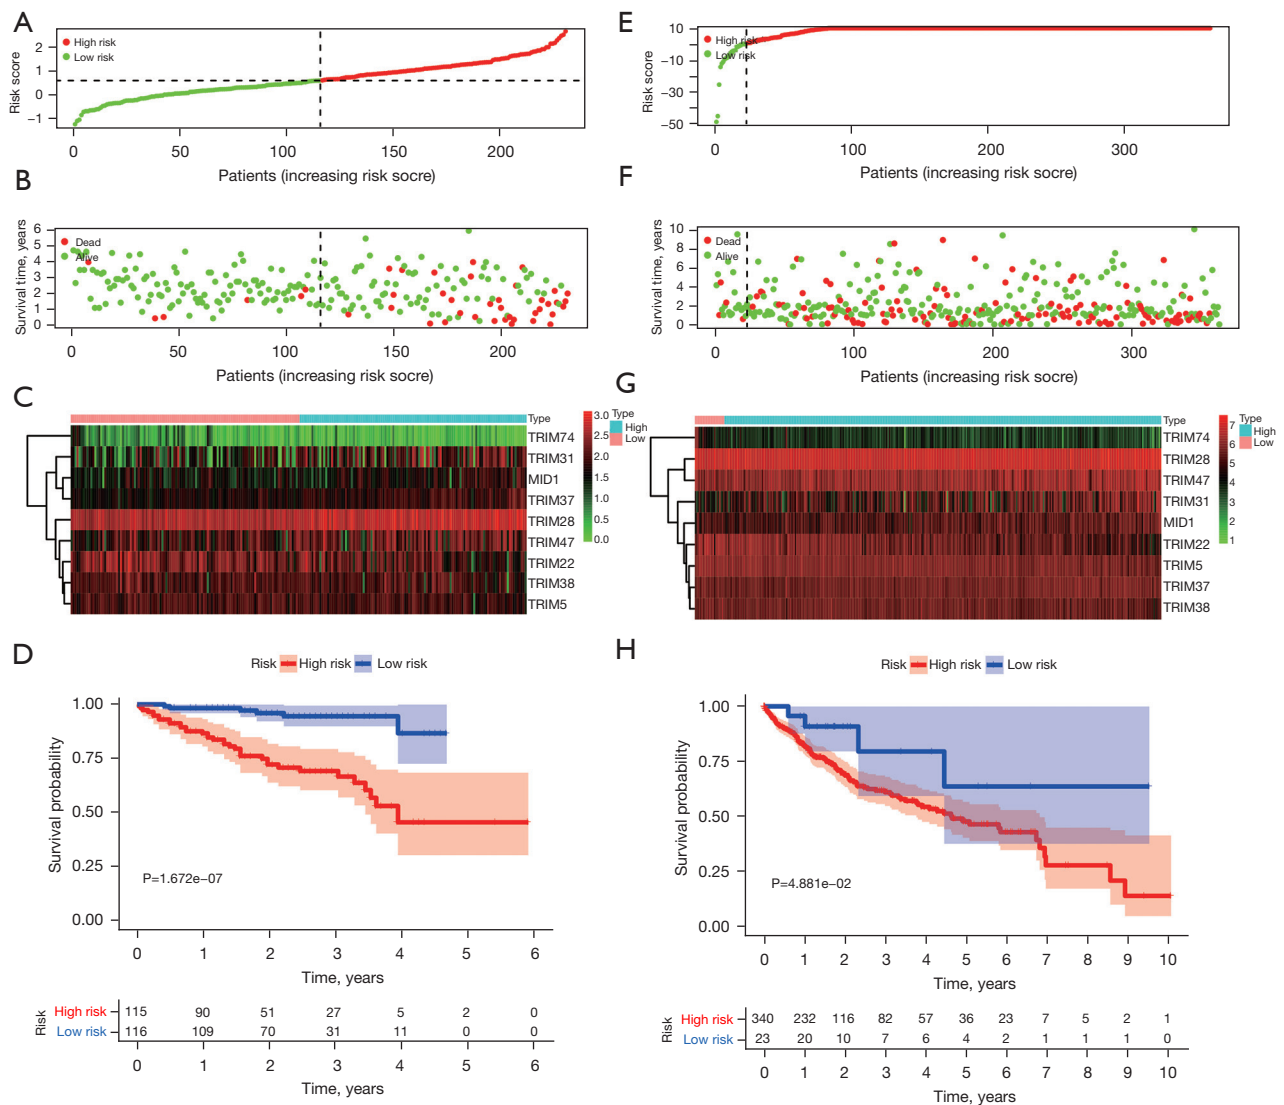 A
High risk
Low risk
Risk score
2
1
0
−1
0 50 100 150 200
Patients (increasing risk socre)
B
Dead
Alive
Survival time, years
6
5
4
3
2
1
0
0 50 100 150 200
Patients (increasing risk socre)
C
Type
TRIM74
TRIM31
MID1
TRIM37
TRIM28
TRIM47
TRIM22
TRIM38
TRIM5
3.0
2.5
2.0
1.5
1.0
0.5
0.0
Type
High
Low
D
Risk High risk Low risk
Survival probability
1.00
0.75
0.50
0.25
0.00
P=1.672e−07
0 1 2 3 4 5 6
Time, years
Risk
High risk 115 90 51 27 5 2 0
Low risk 116 109 70 31 11 0 0
0 1 2 3 4 5 6
Time, years
E
High risk
Low risk
Risk score
10
−10
−30
−50
0 100 200 300
Patients (increasing risk socre)
F
Dead
Alive
Survival time, years
10
8
6
4
2
0
0 100 200 300
Patients (increasing risk socre)
G
Type
TRIM74
TRIM28
TRIM47
TRIM31
MID1
TRIM22
TRIM5
TRIM37
TRIM38
7
6
5
4
3
2
1
Type
High
Low
H
Risk High risk Low risk
Survival probability
1.00
0.75
0.50
0.25
0.00
P=4.881e−02
0 1 2 3 4 5 6 7 8 9 10
Time, years
Risk
High risk 340 232 116 82 57 36 23 7 5 2 1
Low risk 23 20 10 7 6 4 2 1 1 1 0
0 1 2 3 4 5 6 7 8 9 10
Time, years